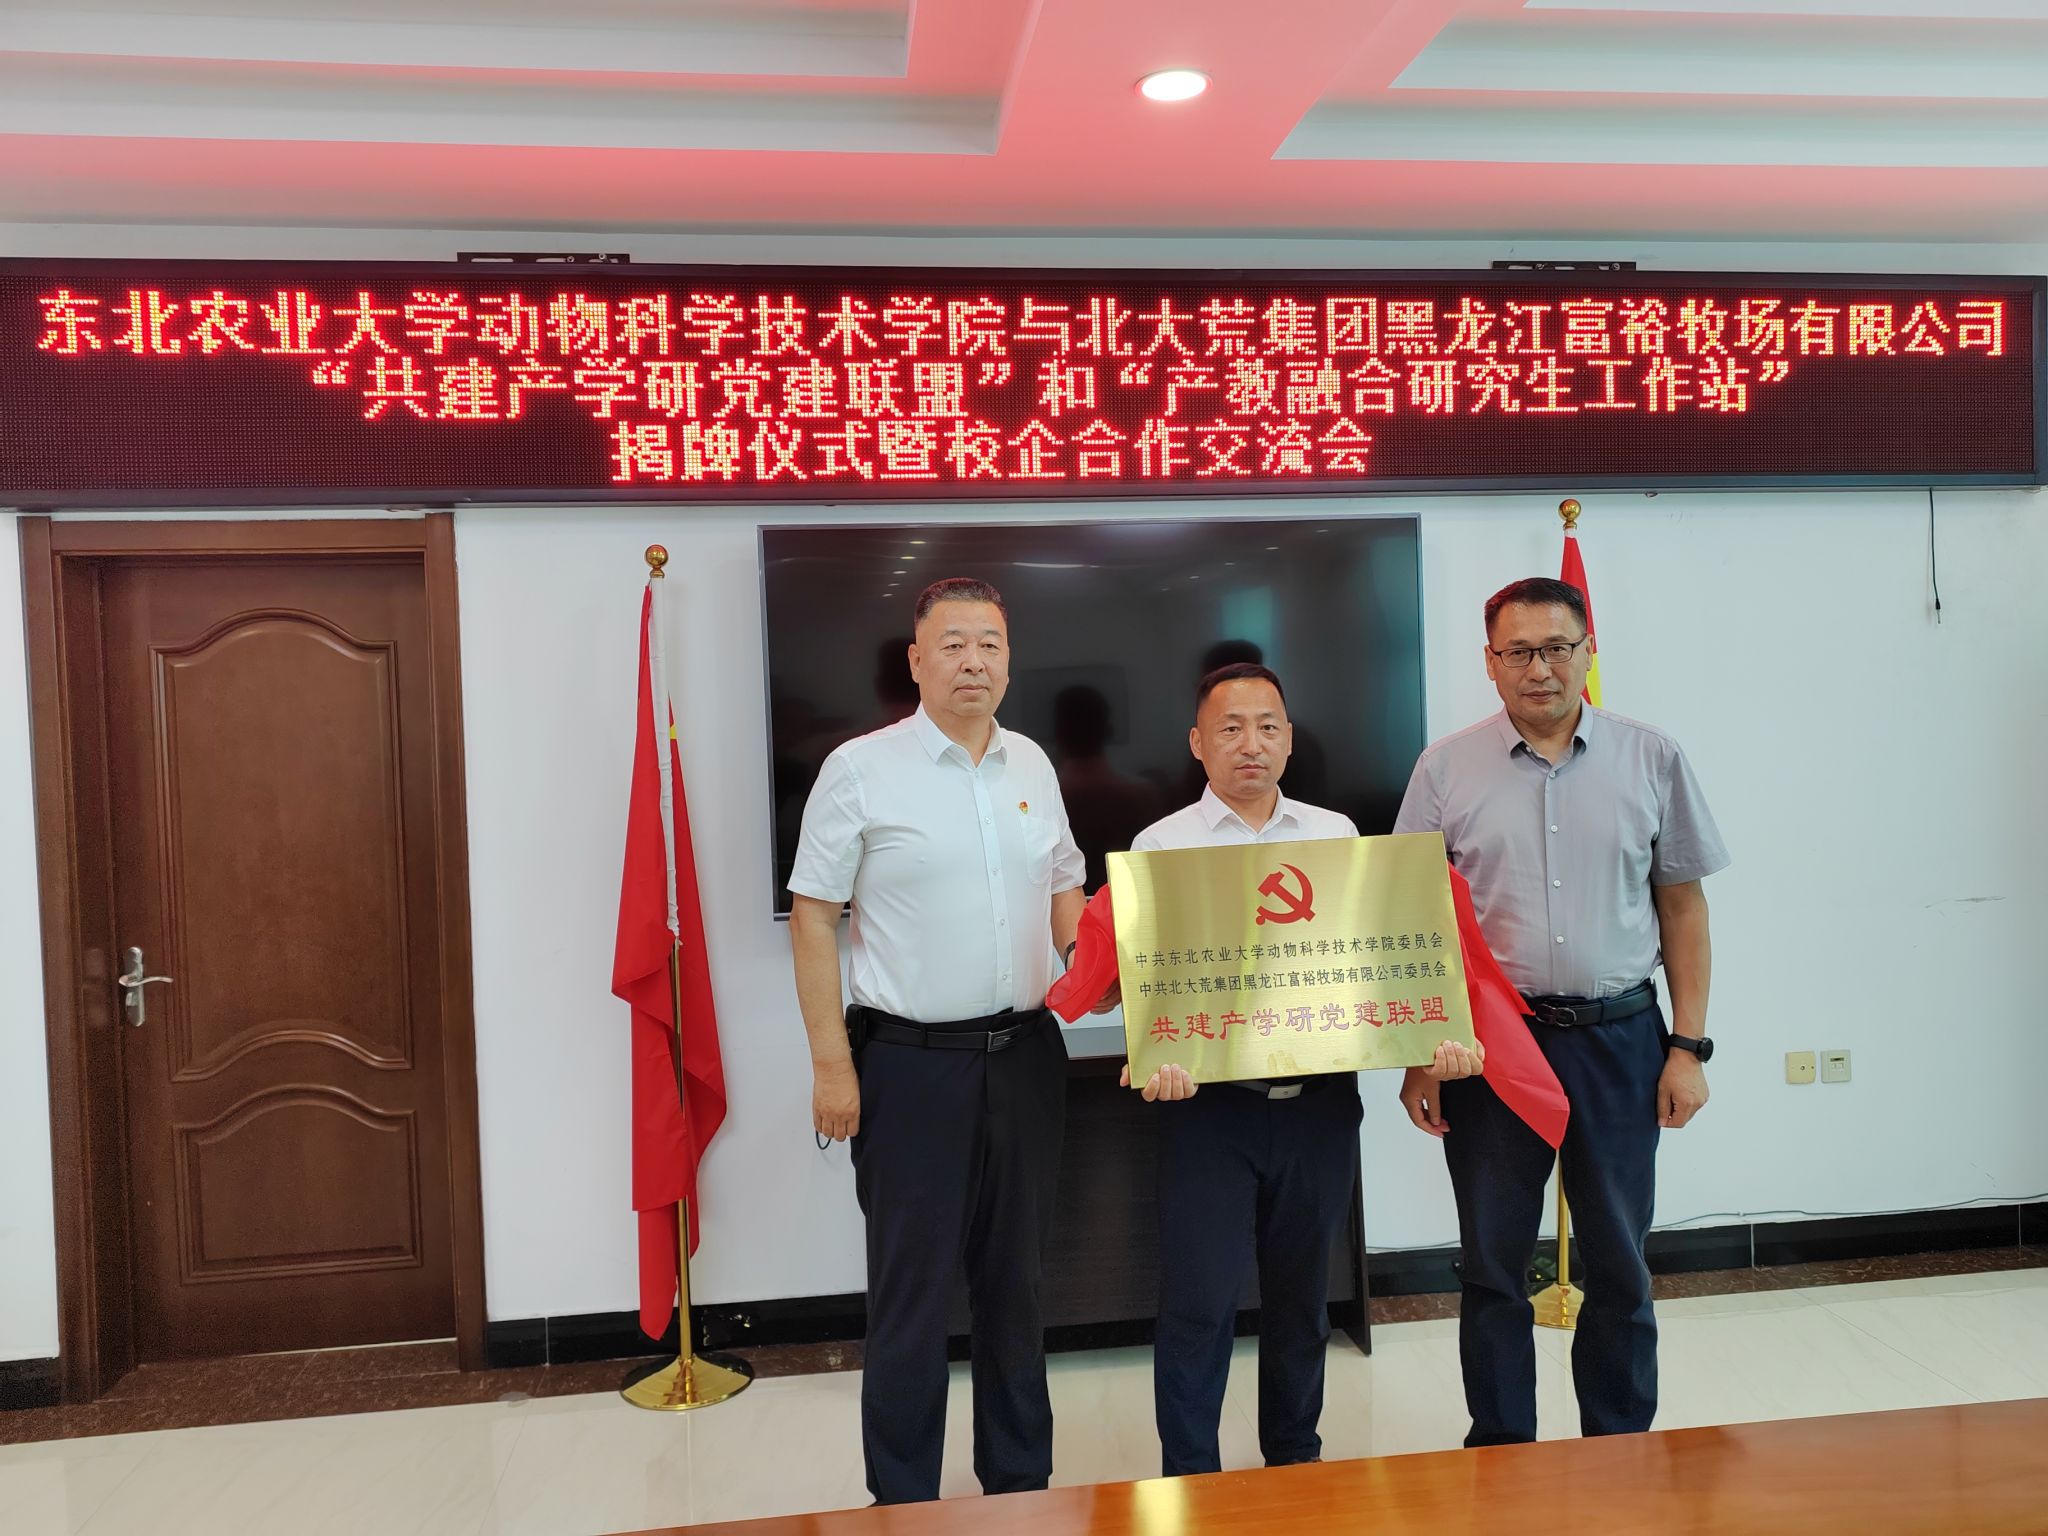 东北农业大学动物科学技术学院与北大荒集团黑龙江富裕牧场有限公司
“共建产学研党建联盟”和“产教融合研究生工作站”
揭牌仪式暨校企合作交流会
中共东北农业大学动物科学技术学院委员会
中共北大荒集团黑龙江富裕牧场有限公司委员会
共建产学研党建联盟